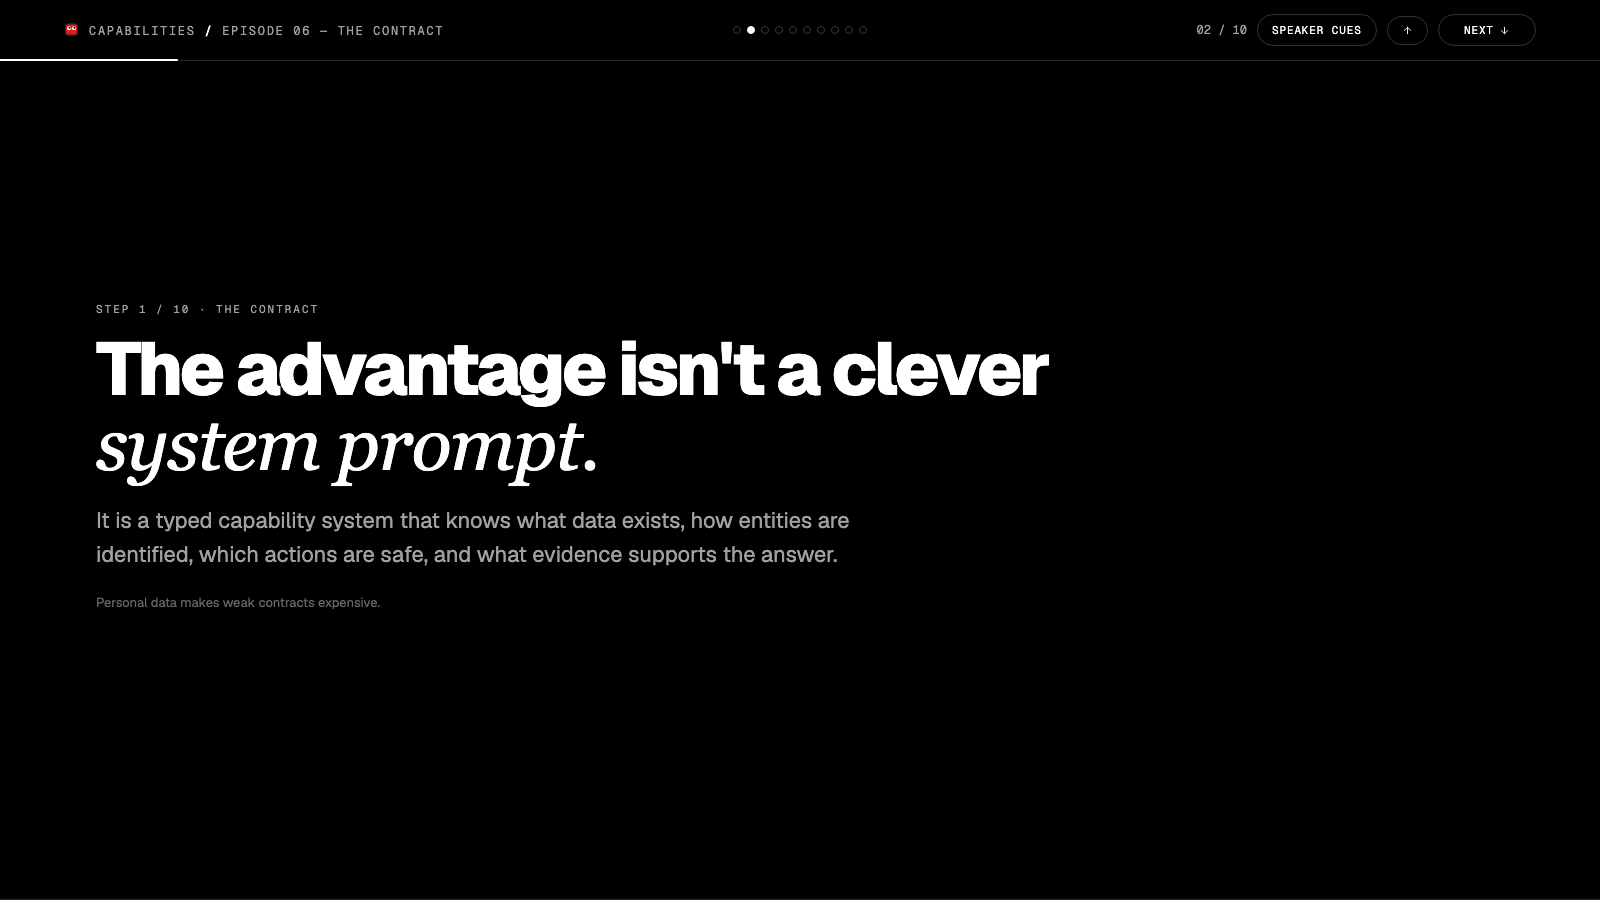 CAPABILITIES / EPISODE 06 — THE CONTRACT
02 / 10
SPEAKER CUES
↑
NEXT ↓
STEP 1 / 10 · THE CONTRACT
The advantage isn't a clever
system prompt.
It is a typed capability system that knows what data exists, how entities are
identified, which actions are safe, and what evidence supports the answer.
Personal data makes weak contracts expensive.